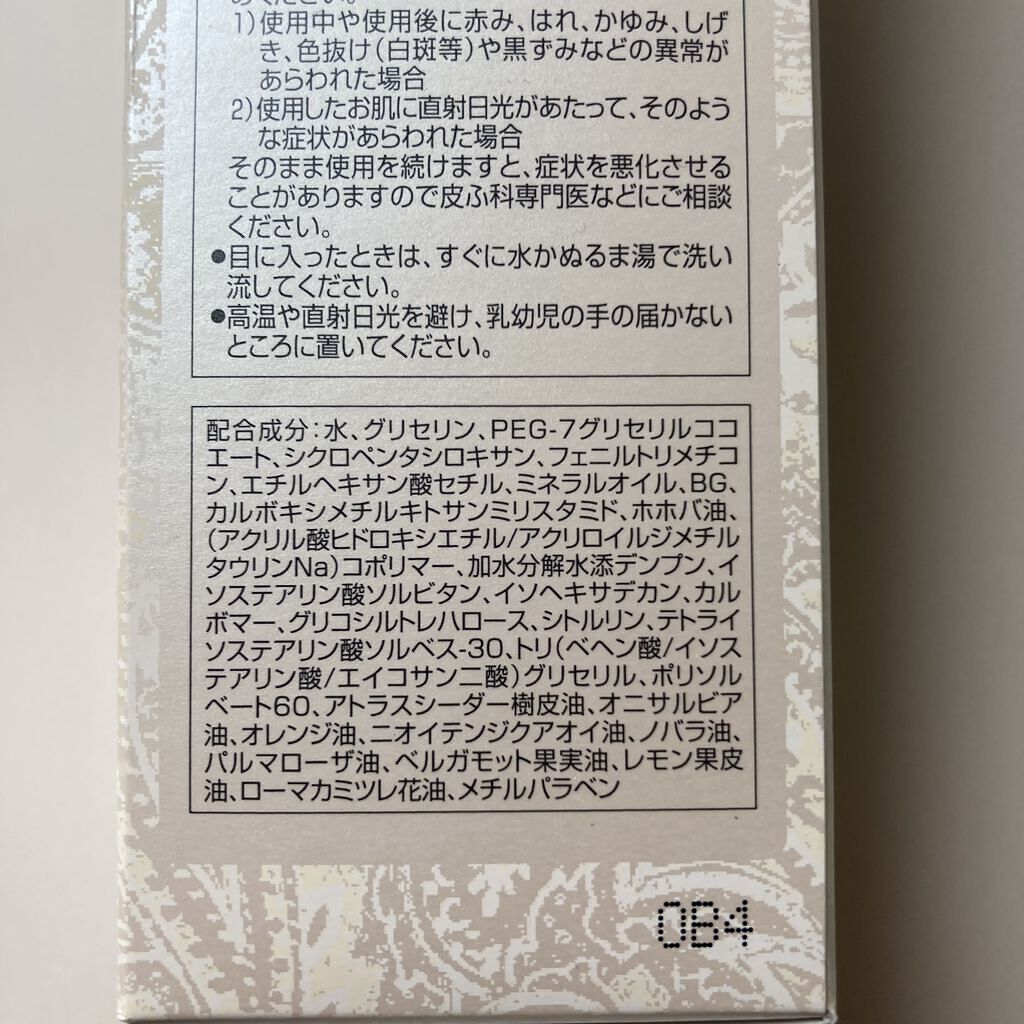 めください。
1)使用中や使用後に赤み、はれ、かゆみ、しげ
き、色抜け(白斑等)や黒ずみなどの異常が
あらわれた場合
2)使用したお肌に直射日光があたって、そのよう
な症状があらわれた場合
そのまま使用を続けますと、症状を悪化させる
ことがありますので皮ふ科専門医などにご相談
ください。
●目に入ったときは、すぐに水かぬるま湯で洗い
流してください。
●高温や直射日光を避け、乳幼児の手の届かない
ところに置いてください。
配合成分:水、グリセリン、PEG-7グリセリルココ
エート、シクロペンタシロキサン、フェニルトリメチコ
ン、エチルヘキサン酸セチル、ミネラルオイル、BG、
カルボキシメチルキトサンミリスタミド、ホホバ油、
(アクリル酸ヒドロキシエチル/アクリロイルジメチル
タウリンNa)コポリマー、加水分解水添デンプン、イ
ソステアリン酸ソルビタン、イソヘキサデカン、カル
ボマー、グリコシルトレハロース、シトルリン、テトライ
ソステアリン酸ソルベス-30、トリ(ベヘン酸/イソス
テアリン酸/エイコサン二酸)グリセリル、ポリソル
ベート60、アトラスシーダー樹皮油、オニサルビア
油、オレンジ油、ニオイテンジクアオイ油、ノバラ油、
パルマローザ油、ベルガモット果実油、レモン果皮
油、ローマカミツレ花油、メチルパラベン
0B4